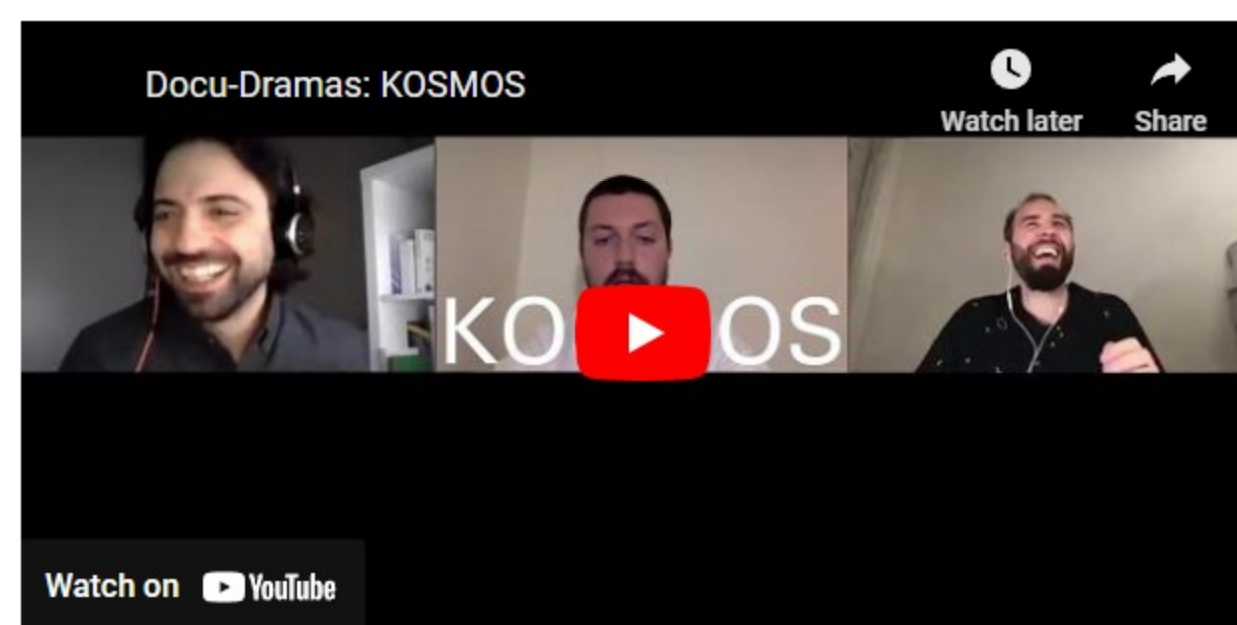 Docu-Dramas: KOSMOS
Watch later
Share
KO OS
Watch on YouTube